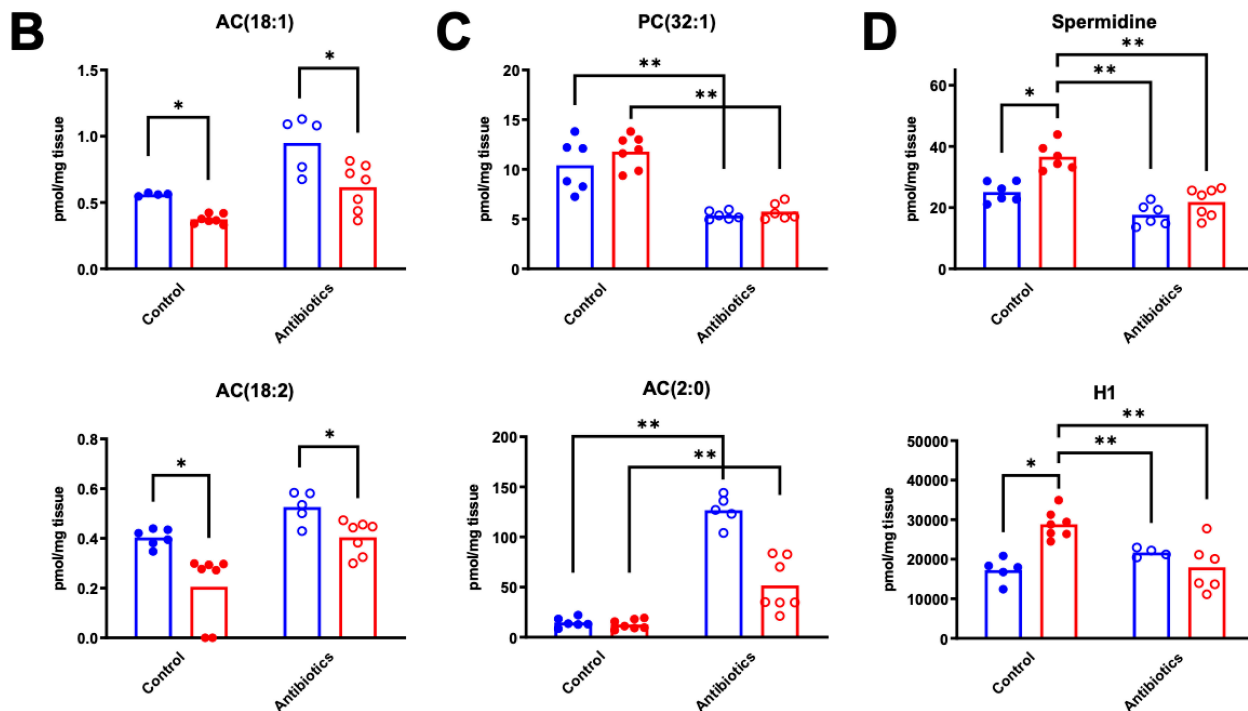 B
AC(18:1)
pmol/mg tissue
1.5
1.0
0.5
0.0
*
*
Control
Antibiotics
C
PC(32:1)
pmol/mg tissue
20
15
10
5
0
**
**
Control
Antibiotics
D
Spermidine
pmol/mg tissue
60
40
20
0
*
**
**
Control
Antibiotics
AC(18:2)
pmol/mg tissue
0.8
0.6
0.4
0.2
0.0
*
*
Control
Antibiotics
AC(2:0)
pmol/mg tissue
200
150
100
50
0
**
**
Control
Antibiotics
H1
pmol/mg tissue
50000
40000
30000
20000
10000
0
*
**
**
Control
Antibiotics